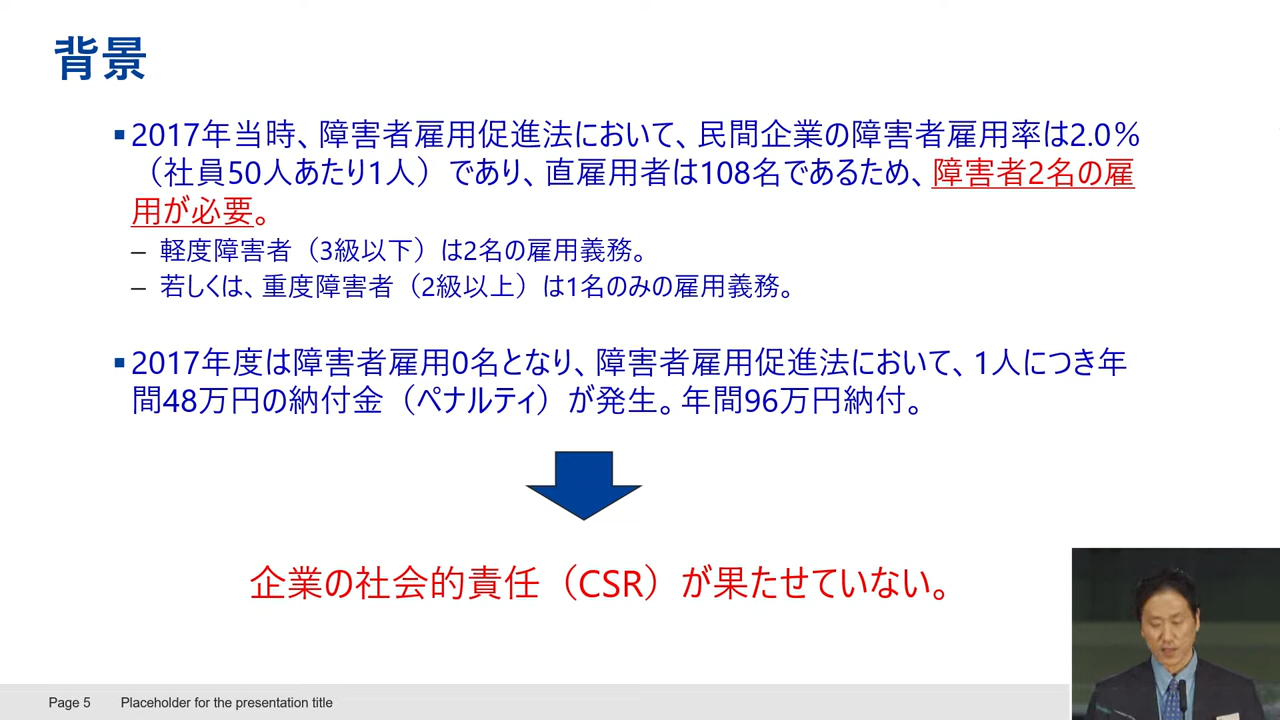 背景
2017年当時、障害者雇用促進法において、民間企業の障害者雇用率は2.0%
（社員50人あたり1人）であり、直雇用者は108名であるため、障害者2名の雇
用が必要。
– 軽度障害者（3級以下）は2名の雇用義務。
– 若しくは、重度障害者（2級以上）は1名のみの雇用義務。
2017年度は障害者雇用0名となり、障害者雇用促進法において、1人につき年
間48万円の納付金（ペナルティ）が発生。年間96万円納付。
企業の社会的責任（CSR）が果たせていない。
Page 5 Placeholder for the presentation title